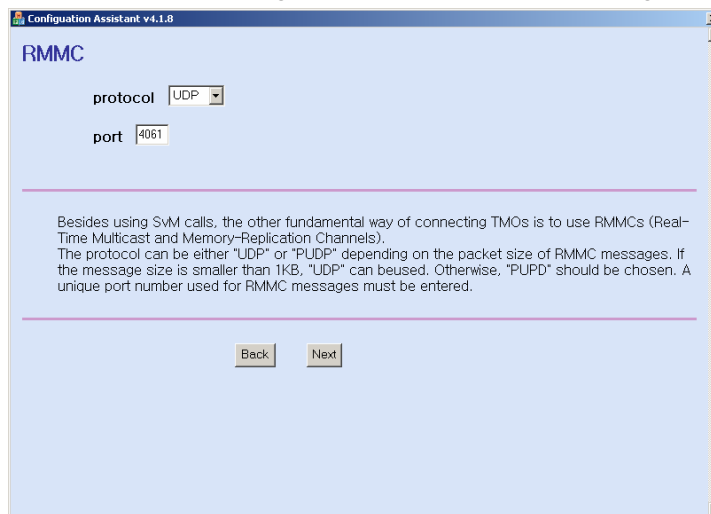 Configuation Assistant v4.1.8
RMMC
protocol UDP
port 4061
Besides using SvM calls, the other fundamental way of connecting TMOs is to use RMMCs (Real-
Time Multicast and Memory-Replication Channels).
The protocol can be either "UDP" or "PUDP" depending on the packet size of RMMC messages. If
the message size is smaller than 1KB, "UDP" can beused. Otherwise, "PUPD" should be chosen. A
unique port number used for RMMC messages must be entered.
Back Next